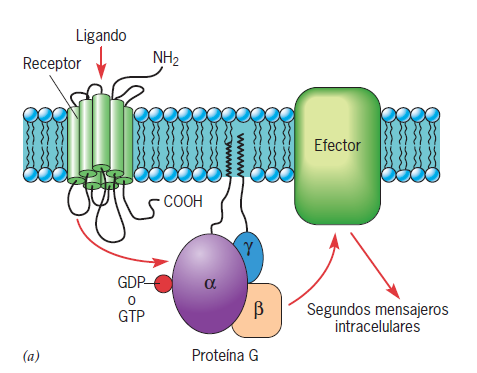 Ligando
Receptor
NH₂
Efector
COOH
γ
GDP
o
GTP
α
β
Segundos mensajeros
intracelulares
(a)
Proteína G